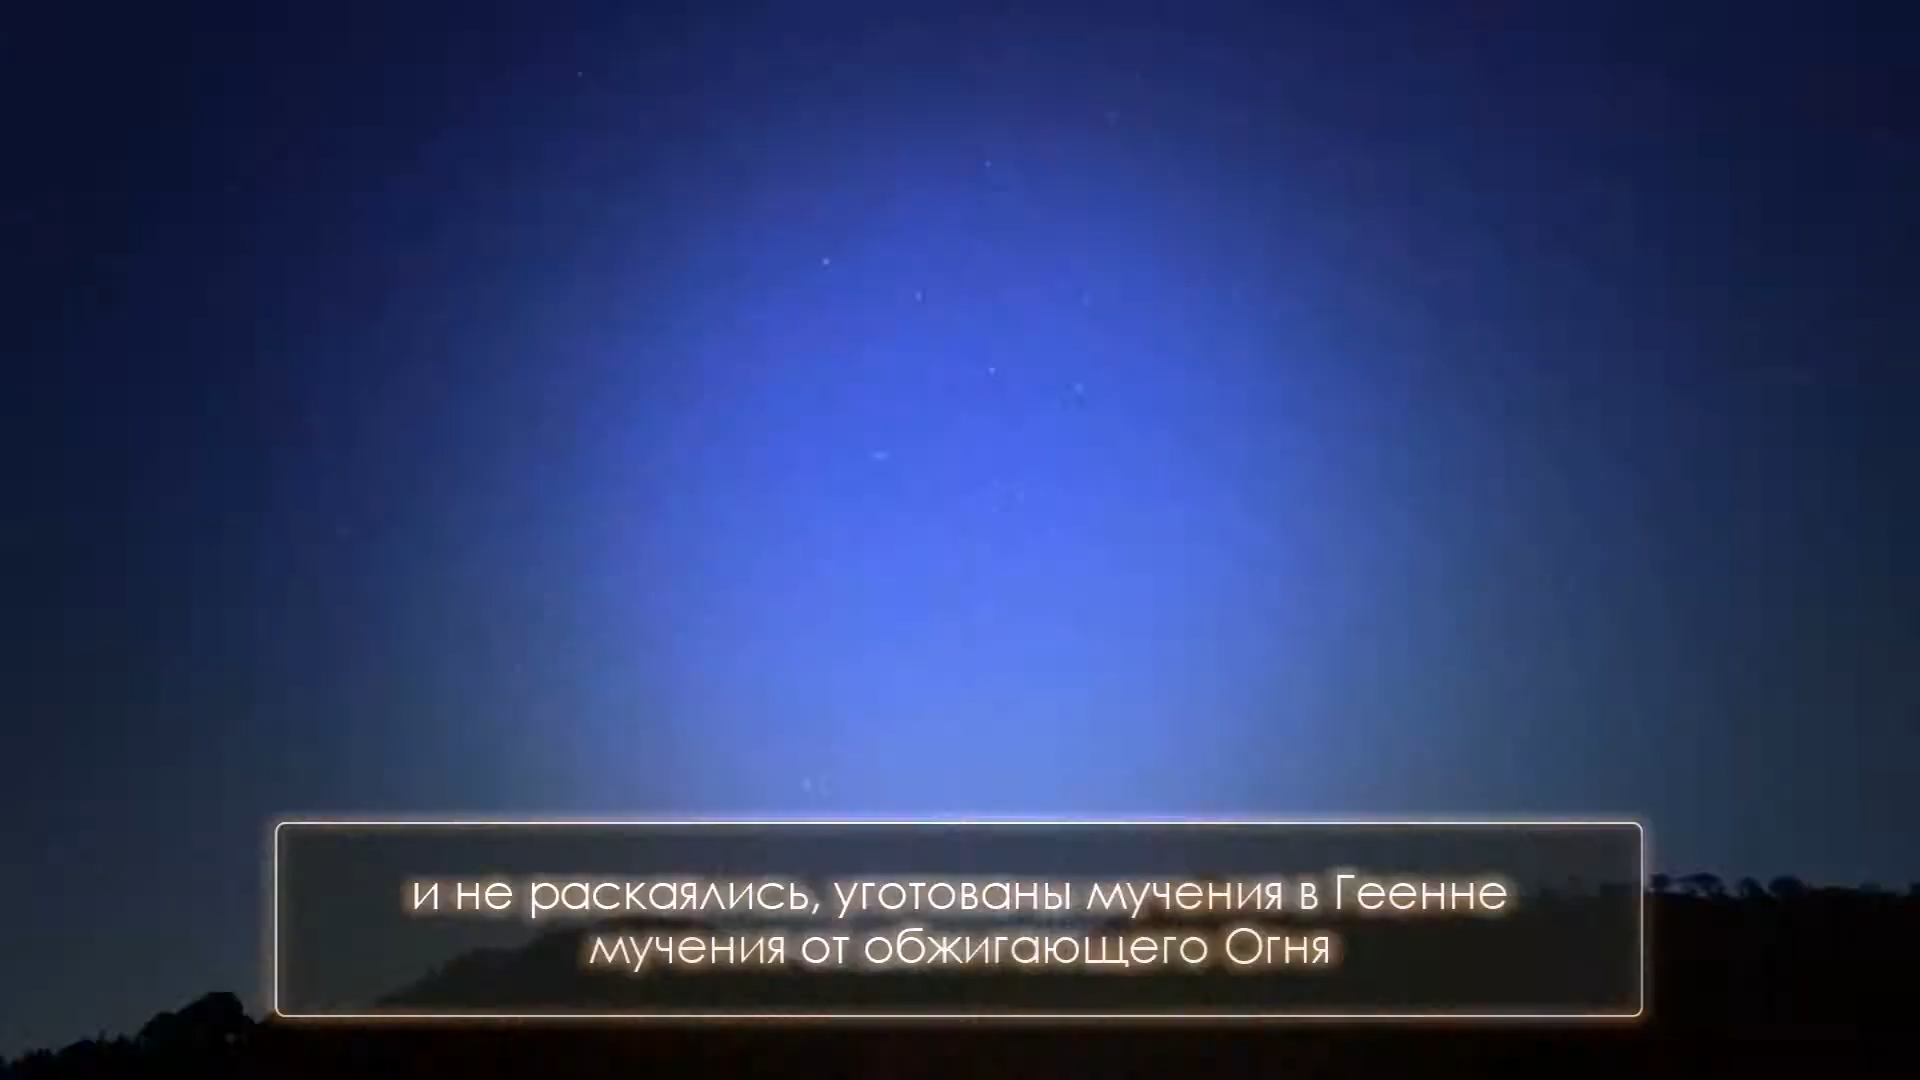 и не раскаялись, уготованы мучения в Геенне
мучения от обжигающего Огня